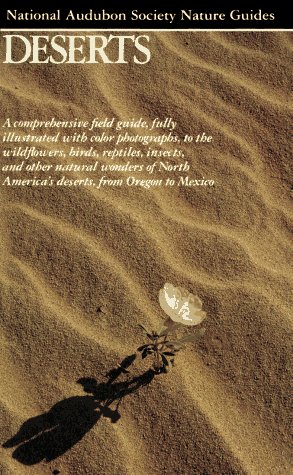 National Audubon Society Nature Guides
DESERTS
A comprehensive field guide, fully
illustrated with color photographs, to the
wildflowers, birds, reptiles, insects,
and other natural wonders of North
America's deserts, from Oregon to Mexico